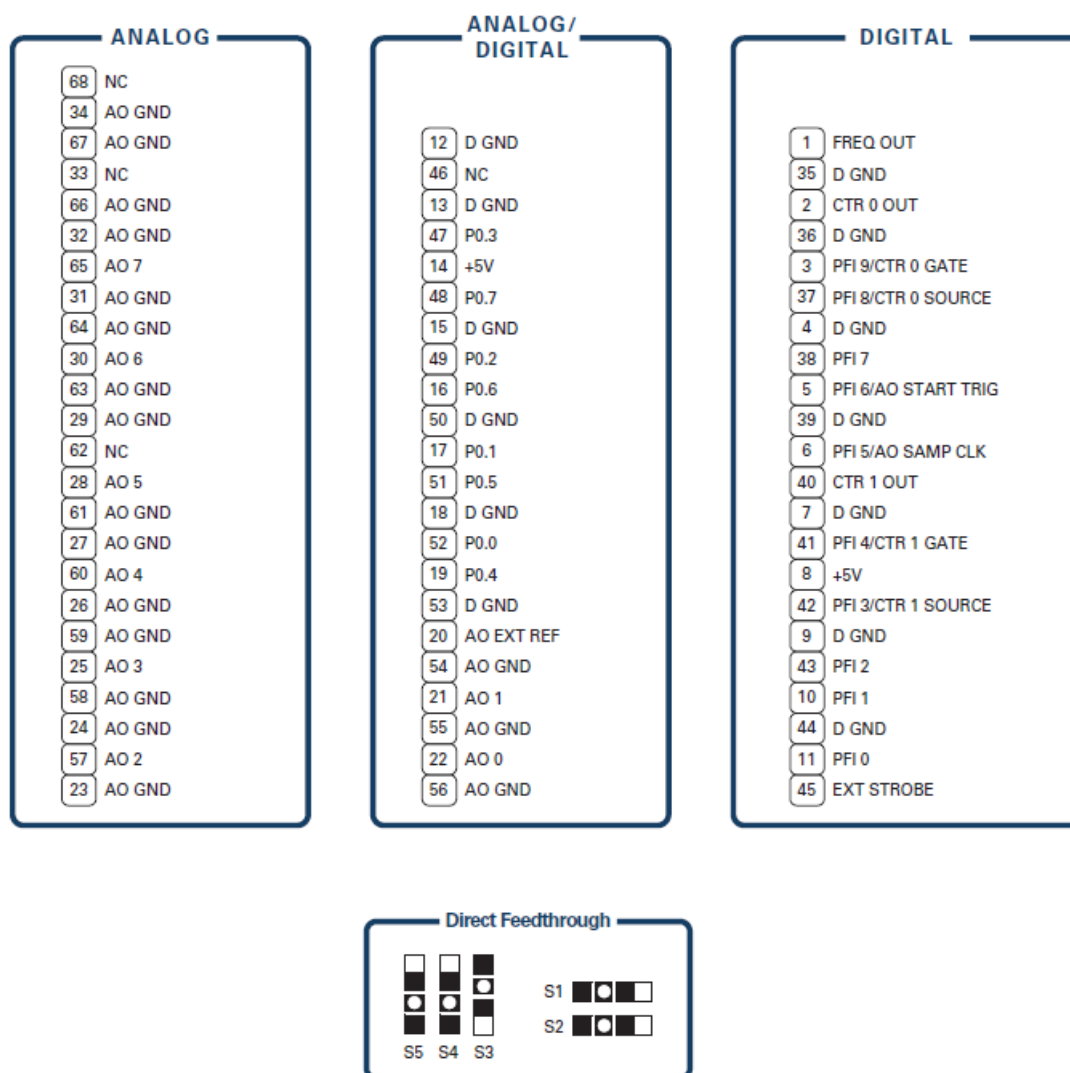 ANALOG
68 NC
34 AO GND
67 AO GND
33 NC
66 AO GND
32 AO GND
65 AO 7
31 AO GND
64 AO GND
30 AO 6
63 AO GND
29 AO GND
62 NC
28 AO 5
61 AO GND
27 AO GND
60 AO 4
26 AO GND
59 AO GND
25 AO 3
58 AO GND
24 AO GND
57 AO 2
23 AO GND
ANALOG/
DIGITAL
12 D GND
46 NC
13 D GND
47 P0.3
14 +5V
48 P0.7
15 D GND
49 P0.2
16 P0.6
50 D GND
17 P0.1
51 P0.5
18 D GND
52 P0.0
19 P0.4
53 D GND
20 AO EXT REF
54 AO GND
21 AO 1
55 AO GND
22 AO 0
56 AO GND
DIGITAL
1 FREQ OUT
35 D GND
2 CTR 0 OUT
36 D GND
3 PFI 9/CTR 0 GATE
37 PFI 8/CTR 0 SOURCE
4 D GND
38 PFI 7
5 PFI 6/AO START TRIG
39 D GND
6 PFI 5/AO SAMP CLK
40 CTR 1 OUT
7 D GND
41 PFI 4/CTR 1 GATE
8 +5V
42 PFI 3/CTR 1 SOURCE
9 D GND
43 PFI 2
10 PFI 1
44 D GND
11 PFI 0
45 EXT STROBE
Direct Feedthrough
S1
S2
S5 S4 S3